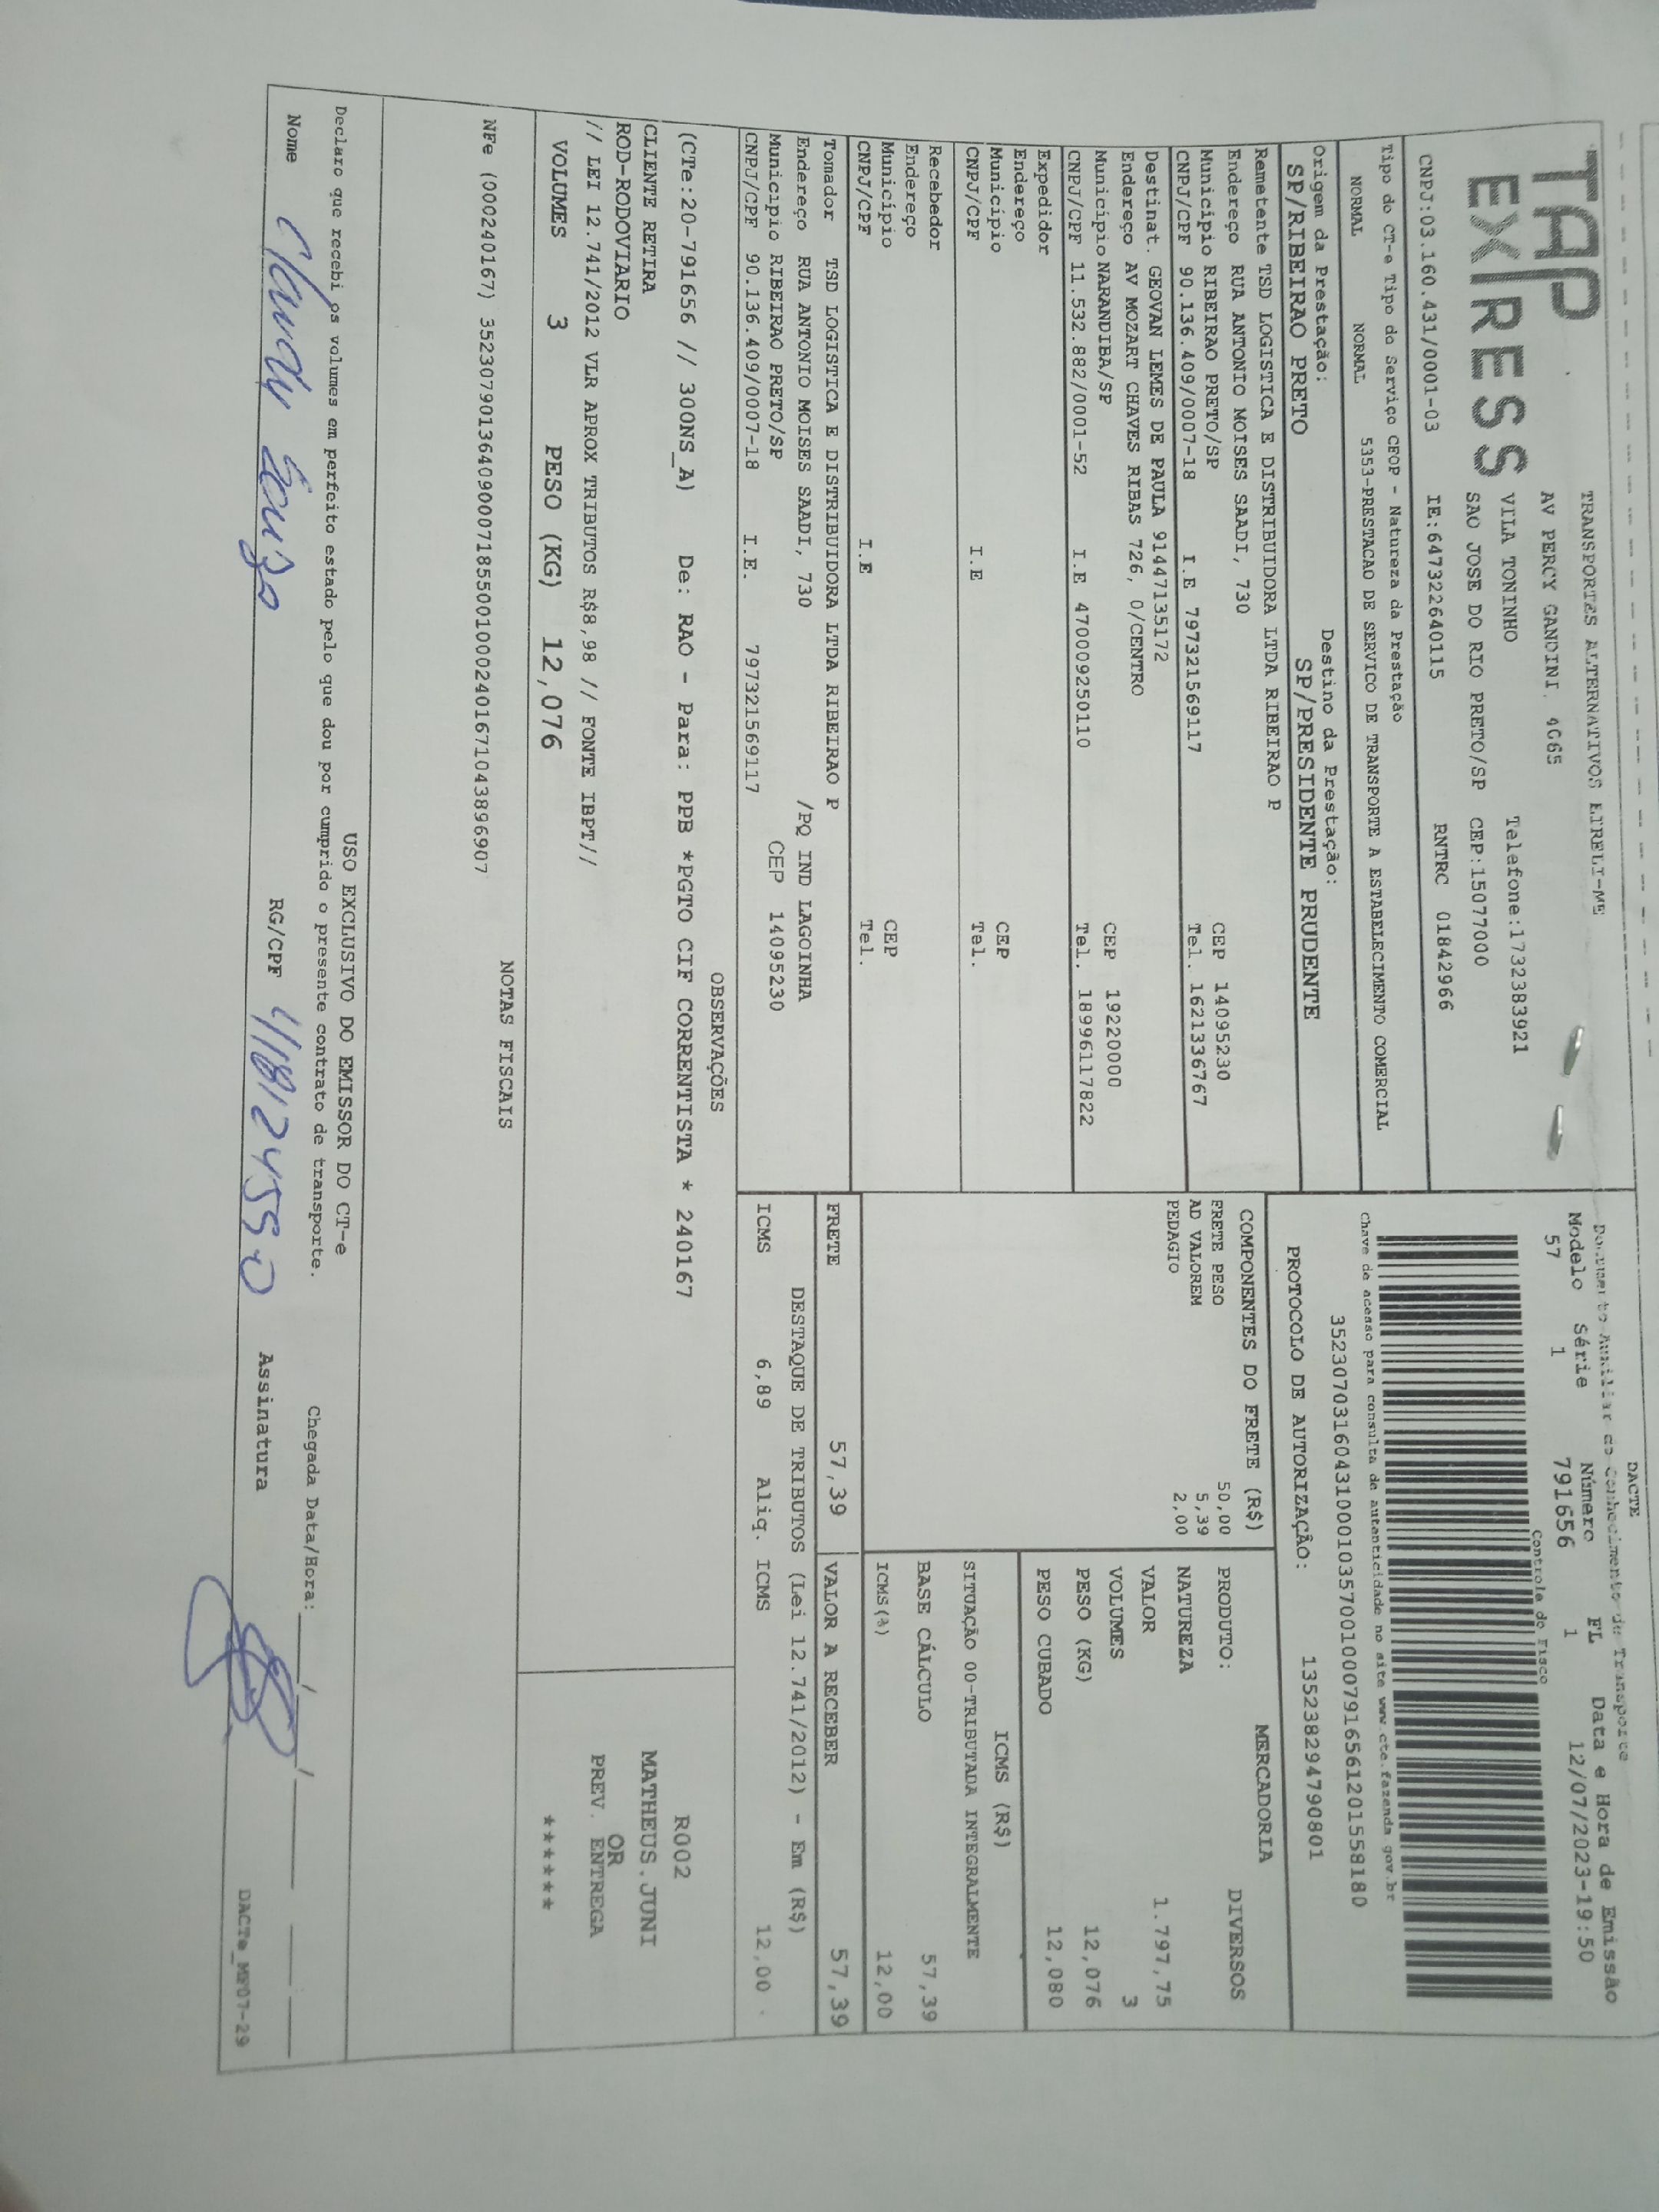 TAP
EX/RESS
TRANSPORTES ALTERNATIVOS EIRELI-ME
AV PERCY GANDINI, 4065
VILA TONINHO Telefone:1732383921
SAO JOSE DO RIO PRETO/SP CEP:15077000
CNPJ:03.160.431/0001-03 IE:647322640115 RNTRC 01842966
Tipo do CT-e Tipo do Serviço CFOP - Natureza da Prestação
NORMAL NORMAL 5353-PRESTACAO DE SERVICO DE TRANSPORTE A ESTABELECIMENTO COMERCIAL
Origem da Prestação: Destino da Prestação:
SP/RIBEIRAO PRETO SP/PRESIDENTE PRUDENTE
DACTE
Documento Auxiliar do Conhecimento de Transporte
Modelo Série Número FL Data e Hora de Emissão
57 1 791656 1 12/07/2023-19:50
Controle do Fisco
Chave de acesso para consulta de autenticidade no site www.cte.fazenda.gov.br
35230703160431000103570010007916561201558180
PROTOCOLO DE AUTORIZAÇÃO: 135238294790801
Remetente TSD LOGISTICA E DISTRIBUIDORA LTDA RIBEIRAO P
Endereço RUA ANTONIO MOISES SAADI, 730
Município RIBEIRAO PRETO/SP CEP 14095230
CNPJ/CPF 90.136.409/0007-18 I.E 797321569117 Tel. 1621336767
Destinat. GEOVAN LEMES DE PAULA 91447135172
Endereço AV MOZART CHAVES RIBAS 726, 0/CENTRO
Município NARANDIBA/SP CEP 19220000
CNPJ/CPF 11.532.882/0001-52 I.E 470009250110 Tel. 18996117822
Expedidor
Endereço
Município CEP
CNPJ/CPF I.E Tel.
Recebedor
Endereço
Município CEP
CNPJ/CPF I.E Tel.
Tomador TSD LOGISTICA E DISTRIBUIDORA LTDA RIBEIRAO P
Endereço RUA ANTONIO MOISES SAADI, 730 /PQ IND LAGOINHA
Município RIBEIRAO PRETO/SP CEP 14095230
CNPJ/CPF 90.136.409/0007-18 I.E. 797321569117
COMPONENTES DO FRETE (R$)
FRETE PESO 50,00
AD VALOREM 5,39
PEDAGIO 2,00
MERCADORIA
PRODUTO: DIVERSOS
NATUREZA
VALOR 1.797,75
VOLUMES 3
PESO (KG) 12,076
PESO CUBADO 12,080
ICMS (R$)
SITUAÇÃO 00-TRIBUTADA INTEGRALMENTE
BASE CÁLCULO 57,39
ICMS(%) 12,00
FRETE 57,39 VALOR A RECEBER 57,39
DESTAQUE DE TRIBUTOS (Lei 12.741/2012) - Em (R$)
ICMS 6,89 Aliq. ICMS 12,00
OBSERVAÇÕES
(CTe:20-791656 // 300NS_A) De: RAO - Para: PPB *PGTO CIF CORRENTISTA * 240167
CLIENTE RETIRA
ROD-RODOVIARIO
// LEI 12.741/2012 VLR APROX TRIBUTOS R$8,98 // FONTE IBPT//
VOLUMES 3 PESO (KG) 12,076
R002
MATHEUS.JUNI
OR
PREV. ENTREGA
******
NOTAS FISCAIS
NFe (000240167) 35230790136409000718550010002401671043896907
USO EXCLUSIVO DO EMISSOR DO CT-e
Declaro que recebi os volumes em perfeito estado pelo que dou por cumprido o presente contrato de transporte.
Chegada Data/Hora: / /
Nome Souza RG/CPF 418124550 Assinatura
DACTe_MP07-29